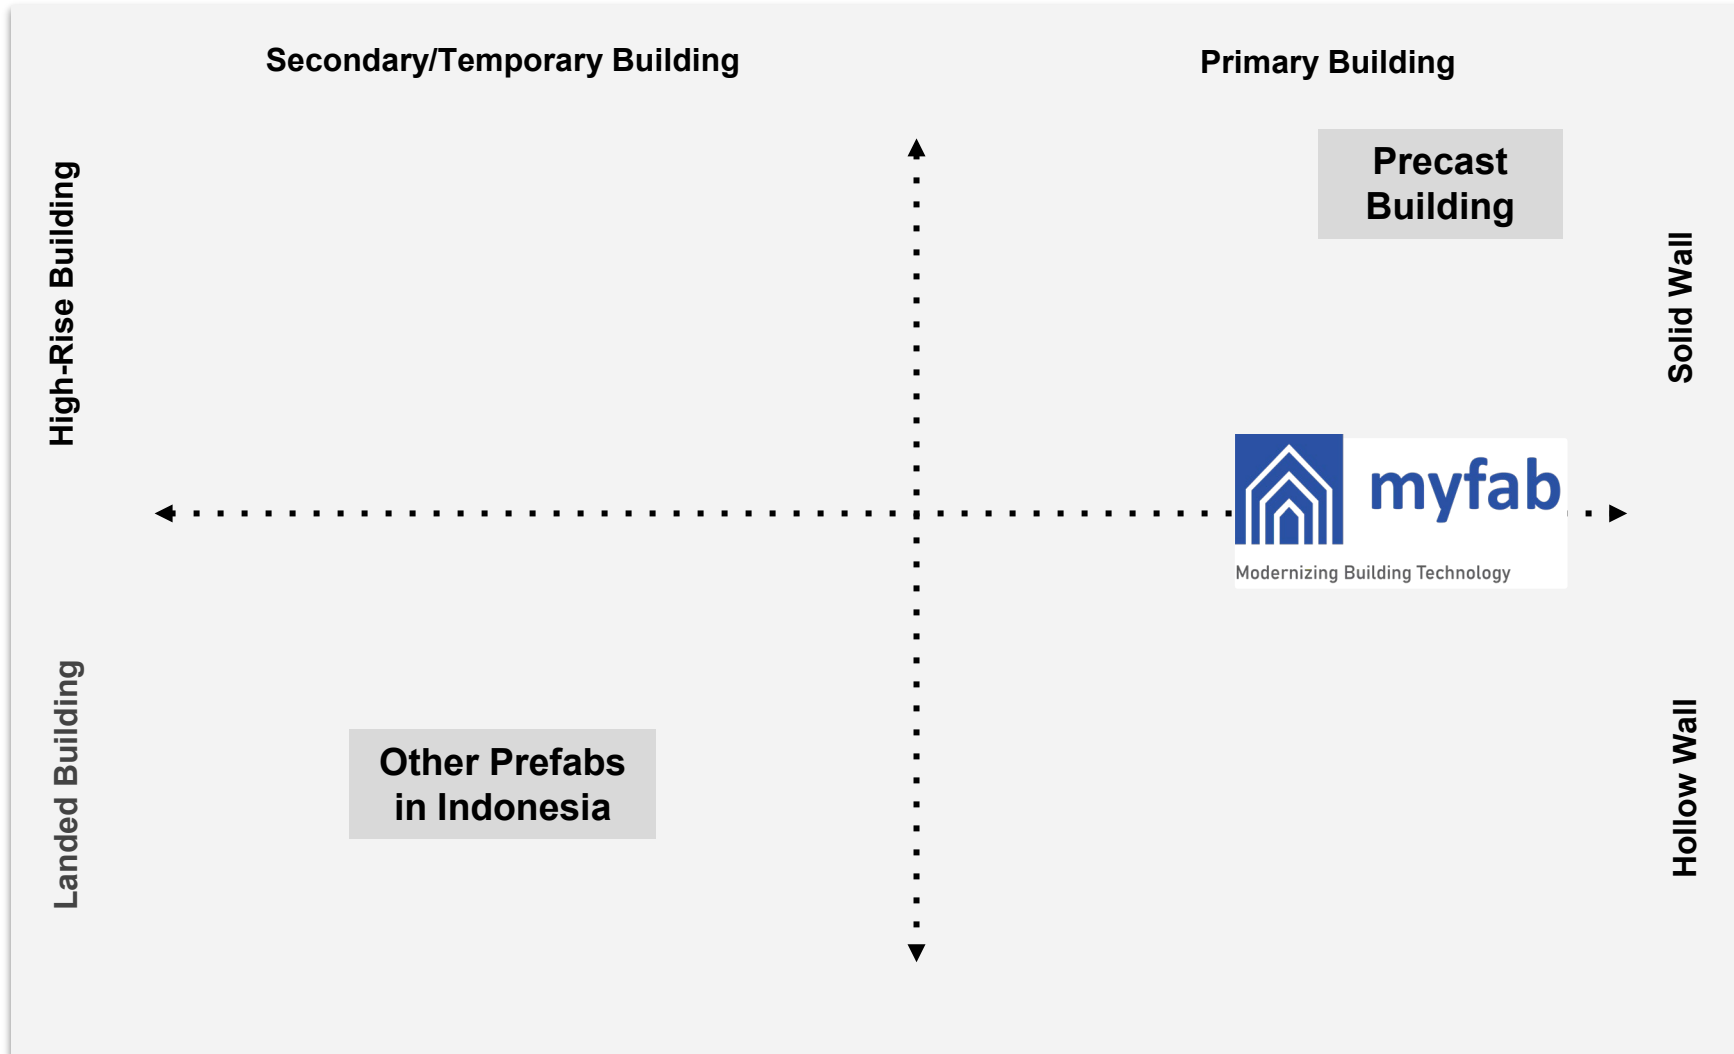 Secondary/Temporary Building
Primary Building
High-Rise Building
Precast
Building
Solid Wall
myfab
Modernizing Building Technology
Landed Building
Other Prefabs
in Indonesia
Hollow Wall